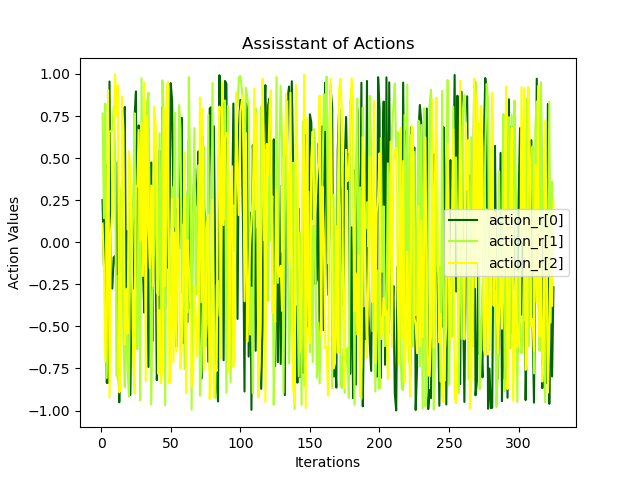 Assisstant of Actions
Action Values
1.00
0.75
0.50
0.25
0.00
−0.25
−0.50
−0.75
−1.00
action_r[0]
action_r[1]
action_r[2]
0 50 100 150 200 250 300
Iterations